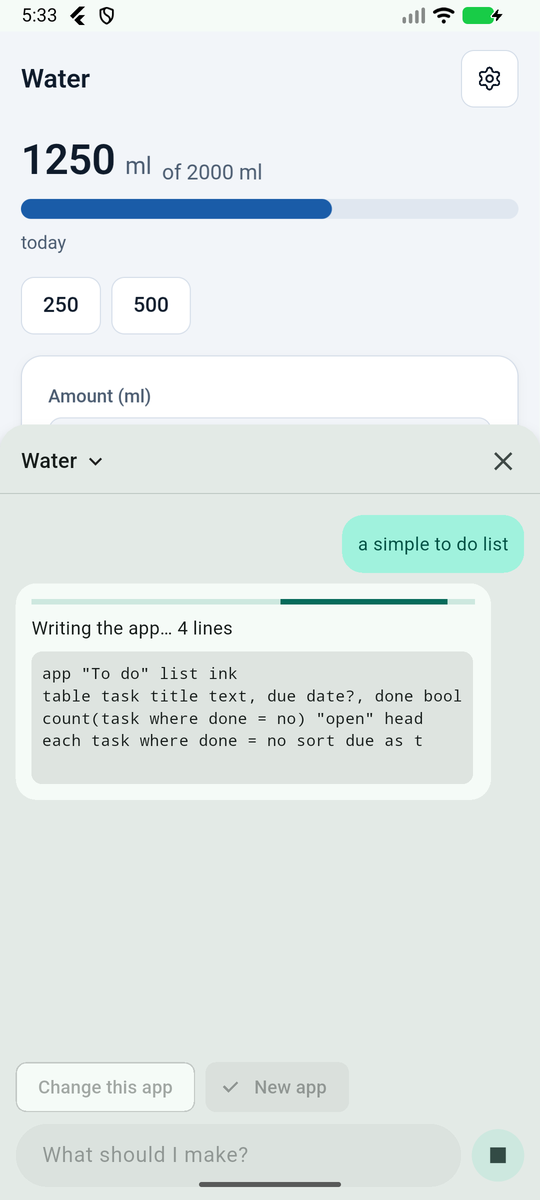 5:33
Water
1250 ml of 2000 ml
today
250 500
Amount (ml)
Water
a simple to do list
Writing the app... 4 lines
app "To do" list ink
table task title text, due date?, done bool
count(task where done = no) "open" head
each task where done = no sort due as t
Change this app
New app
What should I make?